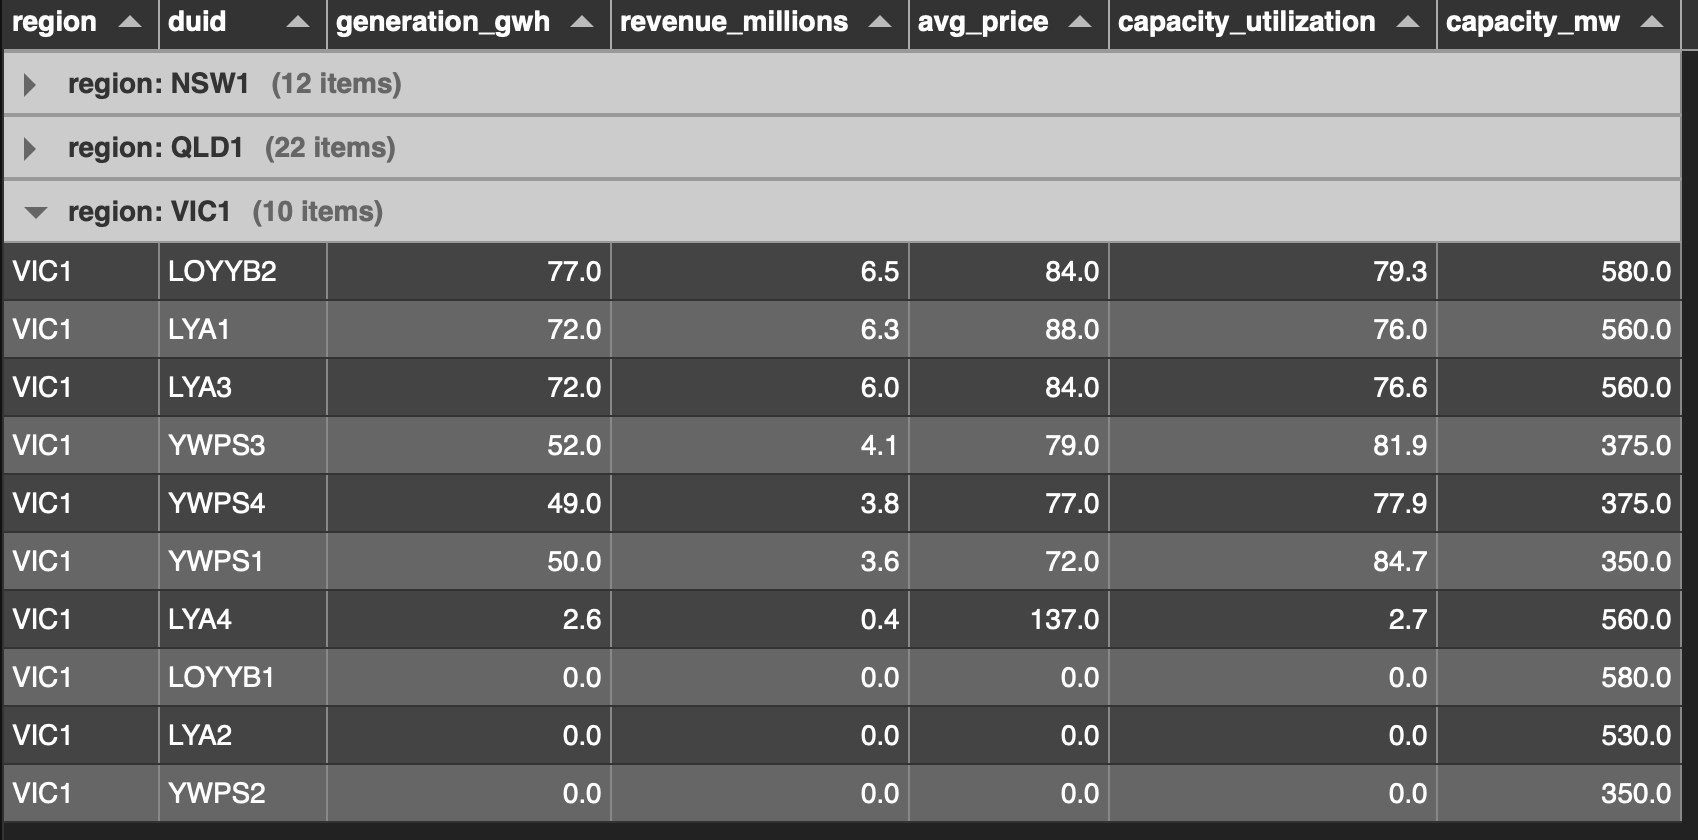 region duid generation_gwh revenue_millions avg_price capacity_utilization capacity_mw
region: NSW1 (12 items)
region: QLD1 (22 items)
region: VIC1 (10 items)
VIC1 LOYYB2 77.0 6.5 84.0 79.3 580.0
VIC1 LYA1 72.0 6.3 88.0 76.0 560.0
VIC1 LYA3 72.0 6.0 84.0 76.6 560.0
VIC1 YWPS3 52.0 4.1 79.0 81.9 375.0
VIC1 YWPS4 49.0 3.8 77.0 77.9 375.0
VIC1 YWPS1 50.0 3.6 72.0 84.7 350.0
VIC1 LYA4 2.6 0.4 137.0 2.7 560.0
VIC1 LOYYB1 0.0 0.0 0.0 0.0 580.0
VIC1 LYA2 0.0 0.0 0.0 0.0 530.0
VIC1 YWPS2 0.0 0.0 0.0 0.0 350.0